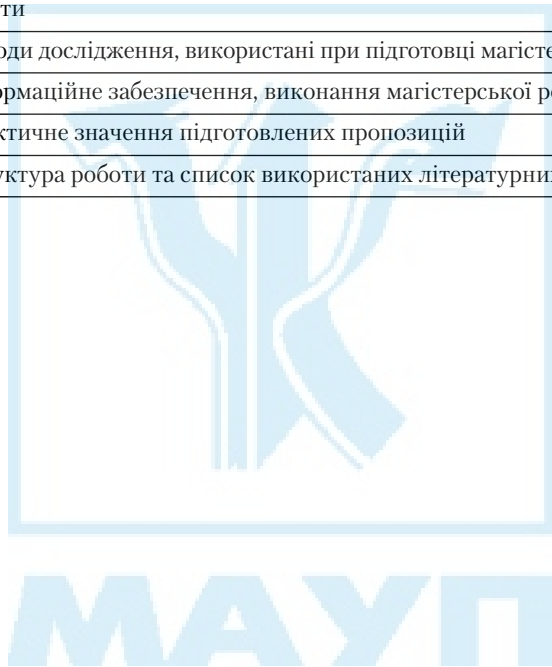 ти
оди дослідження, використані при підготовці магісте
ормаційне забезпечення, виконання магістерської р
ктичне значення підготовлених пропозицій
уктура роботи та список використаних літературни
МАУП